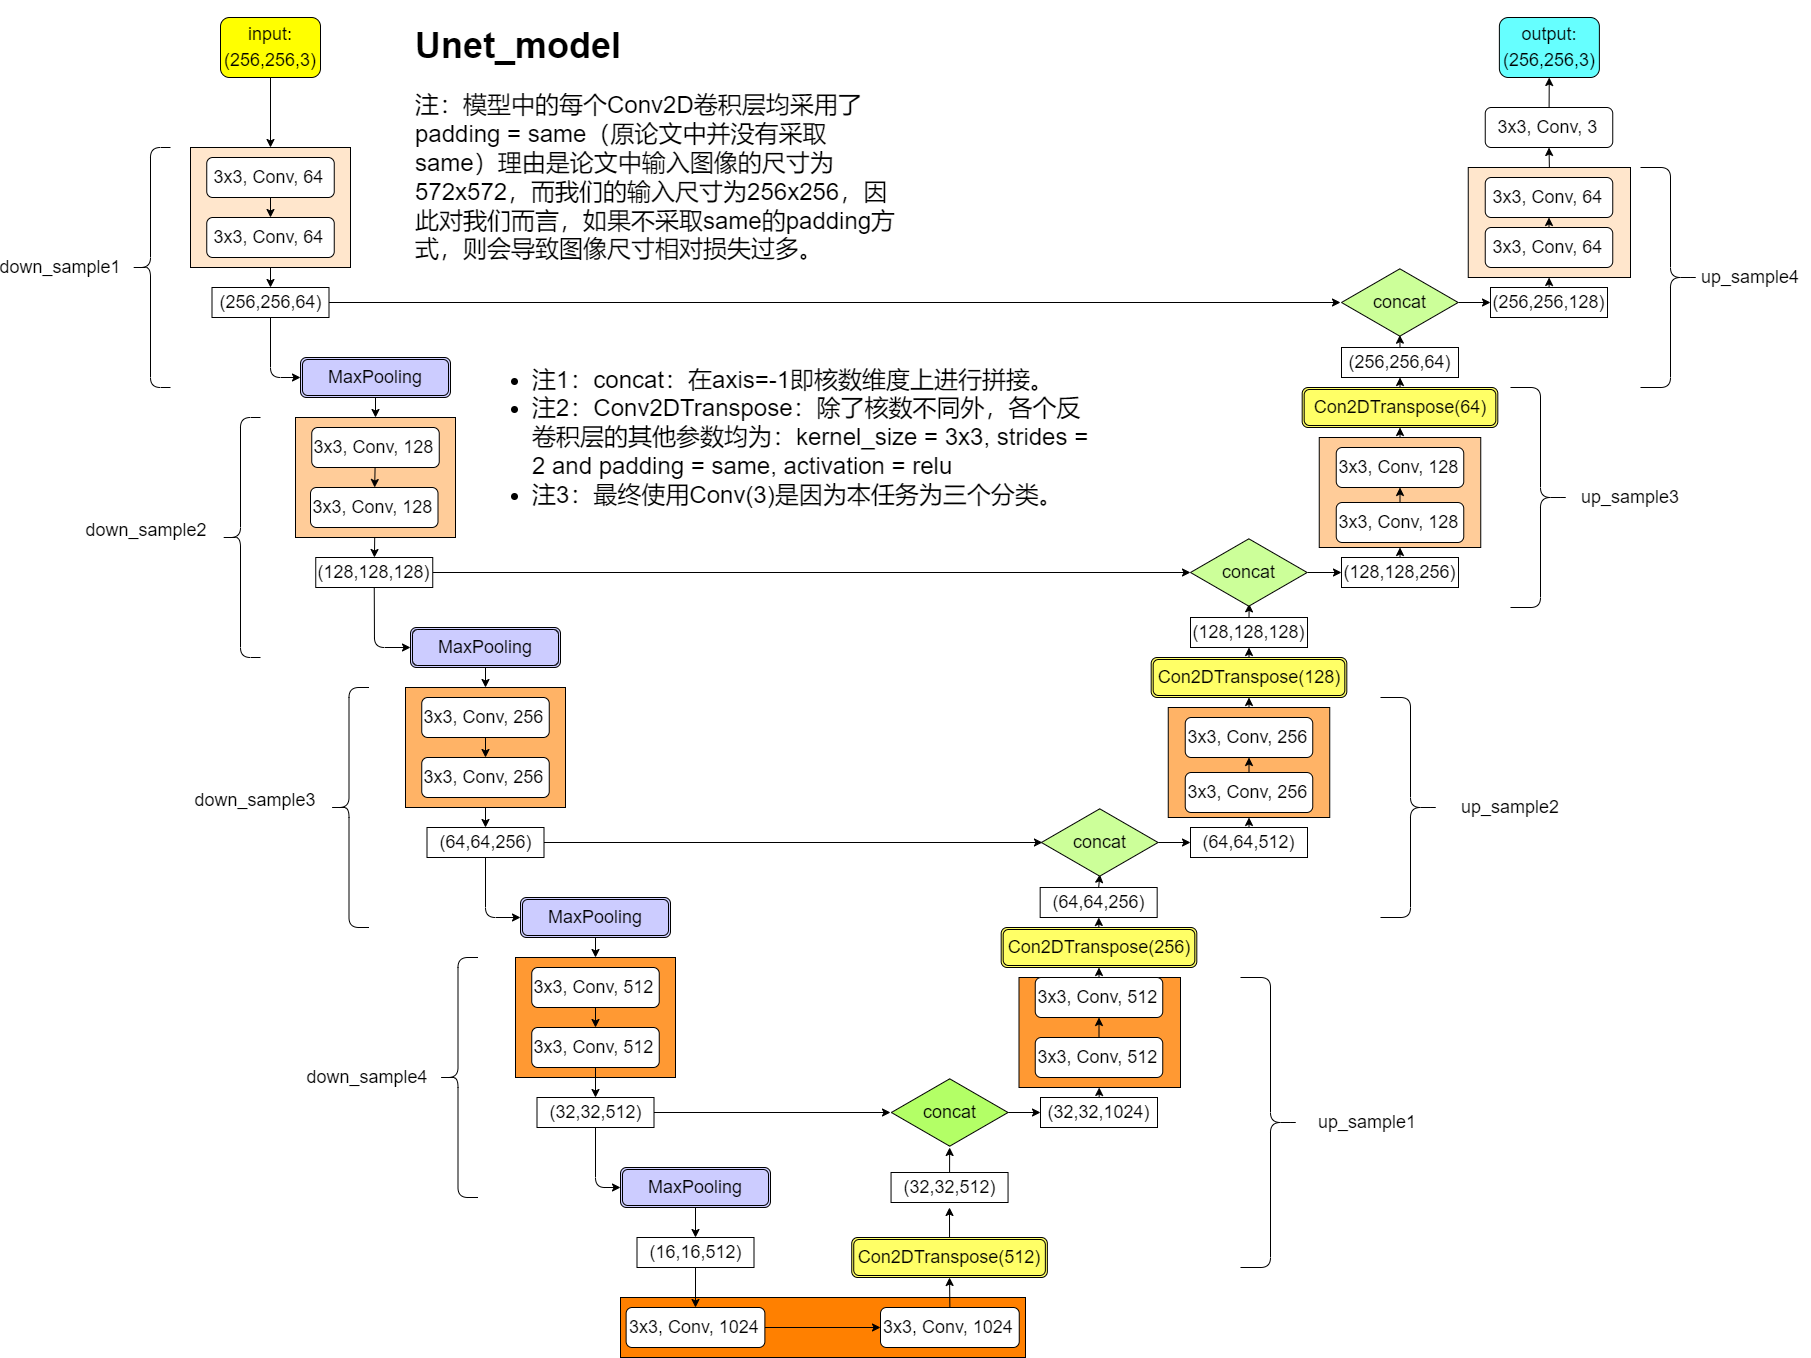 Unet_model
注：模型中的每个Conv2D卷积层均采用了
padding = same（原论文中并没有采取
same）理由是论文中输入图像的尺寸为
572x572，而我们的输入尺寸为256x256，因
此对我们而言，如果不采取same的padding方
式，则会导致图像尺寸相对损失过多。
input:
(256,256,3)
3x3, Conv, 64
3x3, Conv, 64
down_sample1
(256,256,64)
MaxPooling
3x3, Conv, 128
3x3, Conv, 128
down_sample2
(128,128,128)
MaxPooling
3x3, Conv, 256
3x3, Conv, 256
down_sample3
(64,64,256)
MaxPooling
3x3, Conv, 512
3x3, Conv, 512
down_sample4
(32,32,512)
MaxPooling
(16,16,512)
3x3, Conv, 1024
3x3, Conv, 1024
Con2DTranspose(512)
(32,32,512)
concat
(32,32,1024)
3x3, Conv, 512
3x3, Conv, 512
up_sample1
Con2DTranspose(256)
(64,64,256)
concat
(64,64,512)
3x3, Conv, 256
3x3, Conv, 256
up_sample2
Con2DTranspose(128)
(128,128,128)
concat
(128,128,256)
3x3, Conv, 128
3x3, Conv, 128
up_sample3
Con2DTranspose(64)
(256,256,64)
concat
(256,256,128)
3x3, Conv, 64
3x3, Conv, 64
up_sample4
3x3, Conv, 3
output:
(256,256,3)
• 注1：concat：在axis=-1即核数维度上进行拼接。
• 注2：Conv2DTranspose：除了核数不同外，各个反
卷积层的其他参数均为：kernel_size = 3x3, strides =
2 and padding = same, activation = relu
• 注3：最终使用Conv(3)是因为本任务为三个分类。